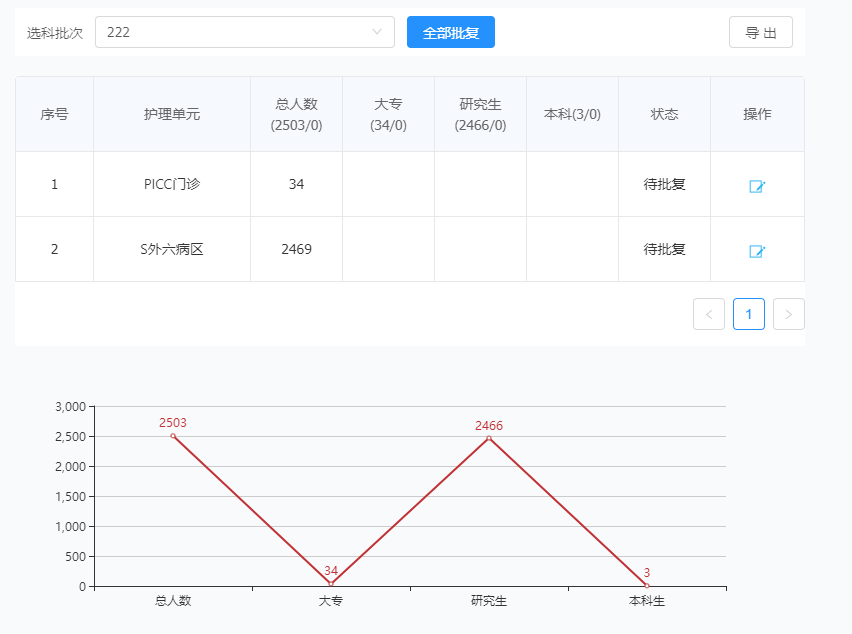 选科批次 222 全部批复 导 出
序号 护理单元 总人数 (2503/0) 大专 (34/0) 研究生 (2466/0) 本科(3/0) 状态 操作
1 PICC门诊 34 待批复
2 S外六病区 2469 待批复
< 1 >
3,000
2503 2466
2,500
2,000
1,500
1,000
500
34 3
0
总人数 大专 研究生 本科生